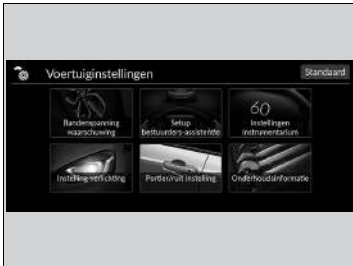 Voertuiginstellingen
Standaard
Bandenspanning
waarschuwing
Setup
bestuurders-assistentie
60
Instellingen
instrumentarium
Instelling verlichting
Portier/ruit instelling
Onderhoudsinformatie